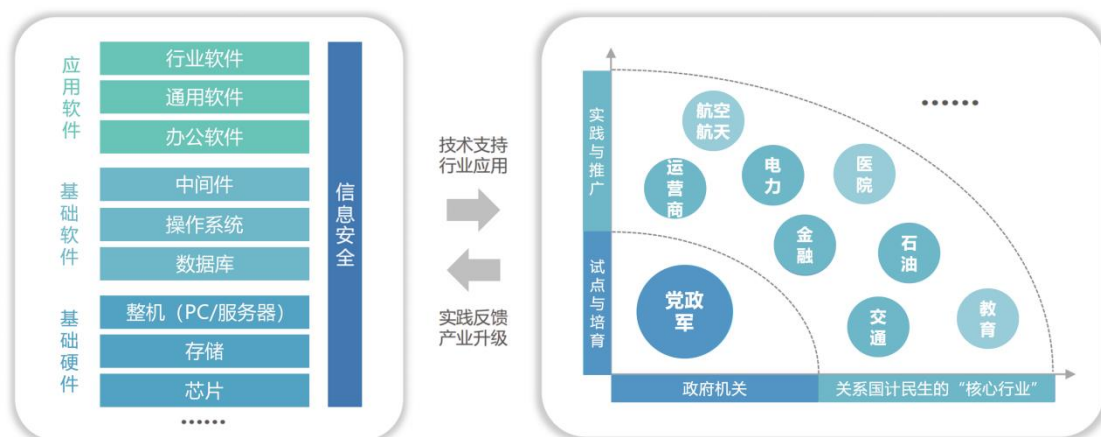 应用软件
行业软件
通用软件
办公软件
基础软件
中间件
操作系统
数据库
基础硬件
整机（PC/服务器）
存储
芯片
······
信息安全
技术支持
行业应用
实践反馈
产业升级
实践与推广
试点与培育
······
航空
航天
运营商
电力
医院
金融
石油
党政
军
交通
教育
政府机关
关系国计民生的“核心行业”